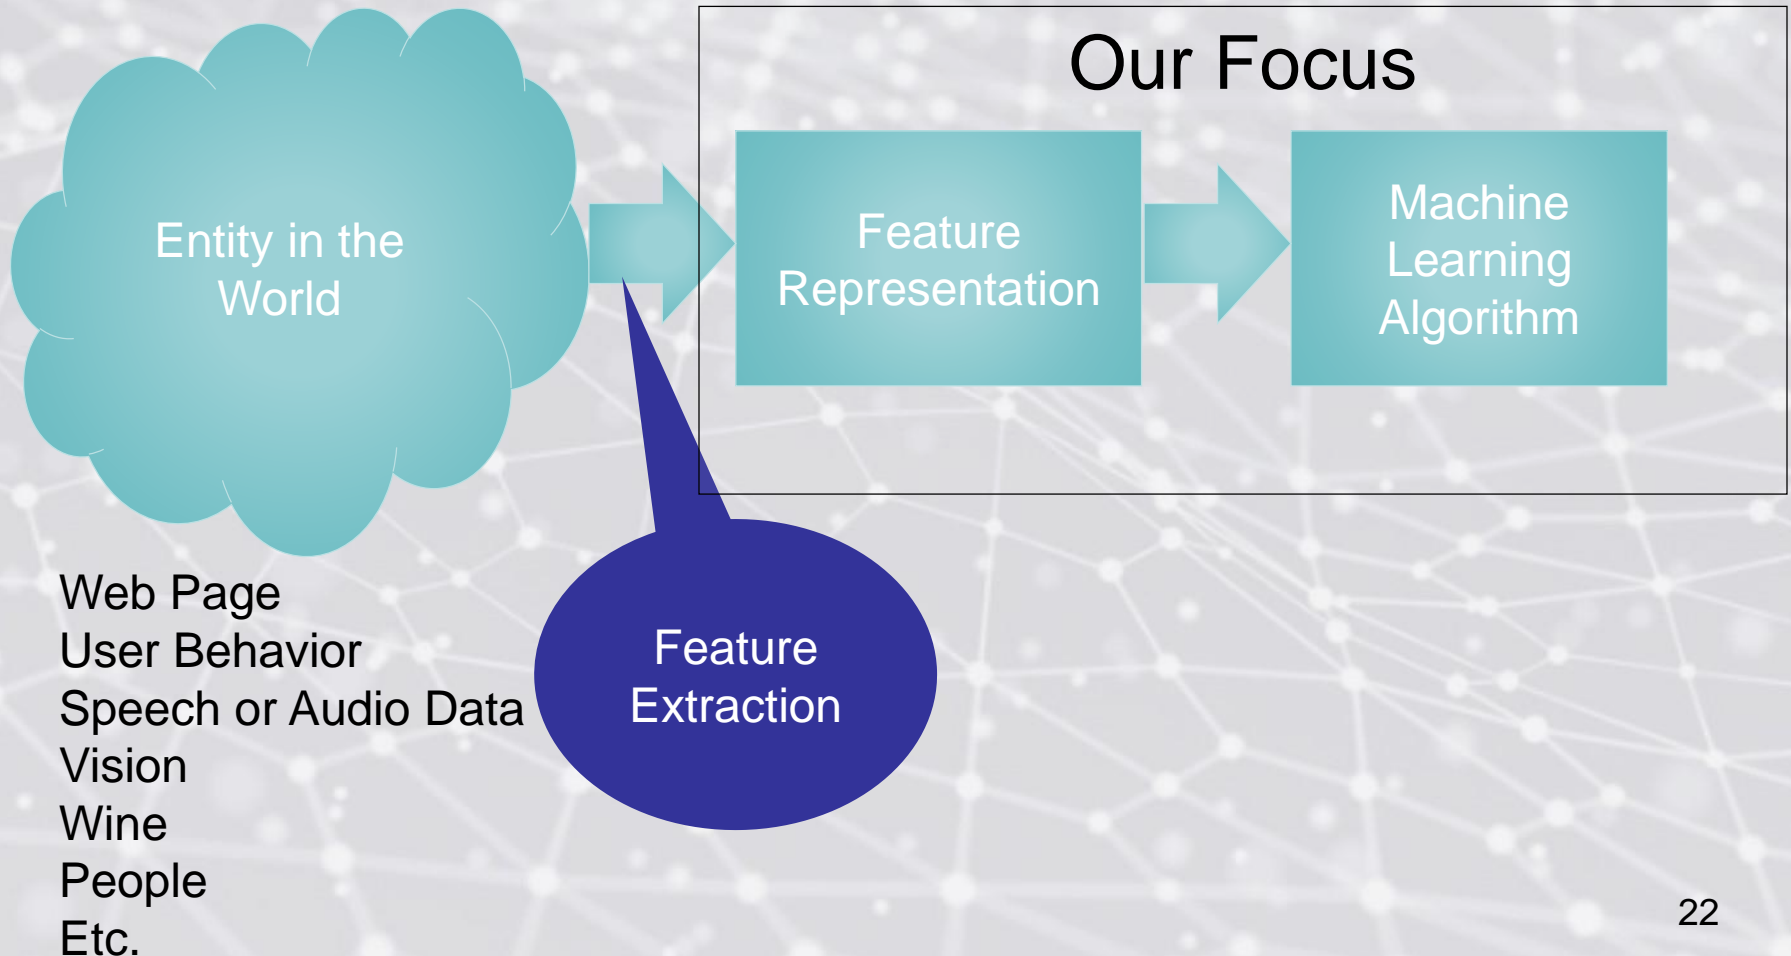 Our Focus
Entity in the
World
Feature
Representation
Machine
Learning
Algorithm
Feature
Extraction
Web Page
User Behavior
Speech or Audio Data
Vision
Wine
People
Etc.
22